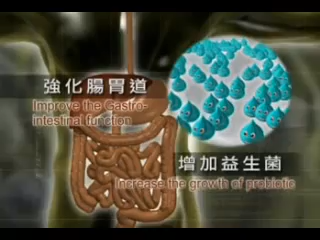 強化腸胃道
Improve the Gastro-
intestinal function
增加益生菌
Increase the growth of probiotic